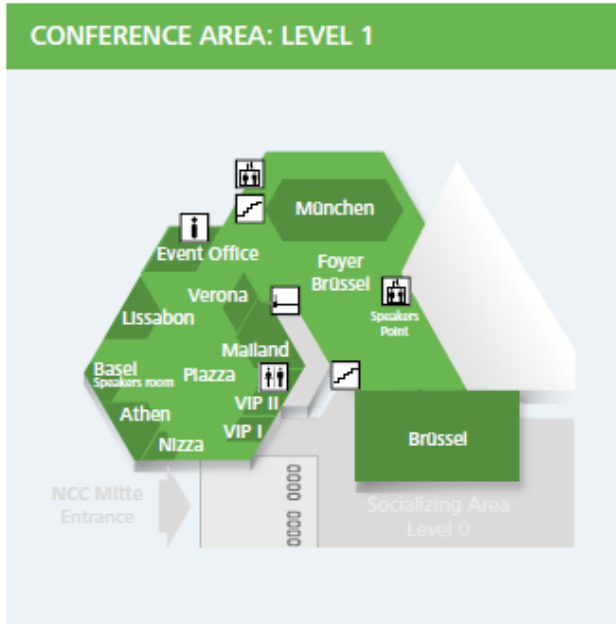 CONFERENCE AREA: LEVEL 1
München
Event Office
Foyer
Brüssel
Verona
Lissabon
Speakers
Point
Mailand
Basel
Speakers room
Piazza
VIP II
Athen
VIP I
Nizza
Brüssel
NCC Mitte
Entrance
Socializing Area
Level 0